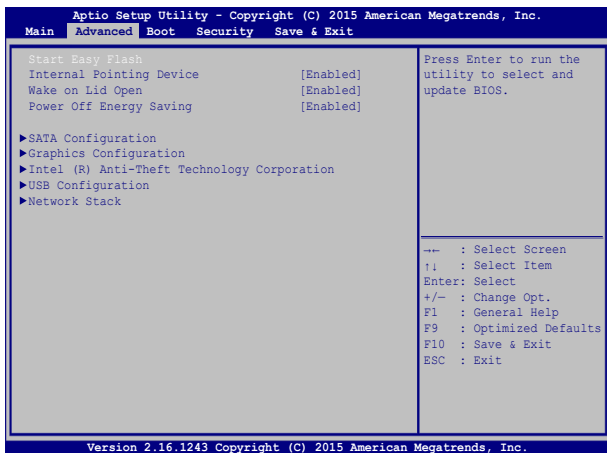 Aptio Setup Utility - Copyright (C) 2015 American Megatrends, Inc.
Main Advanced Boot Security Save & Exit
Start Easy Flash
Internal Pointing Device [Enabled]
Wake on Lid Open [Enabled]
Power Off Energy Saving [Enabled]
▶SATA Configuration
▶Graphics Configuration
▶Intel (R) Anti-Theft Technology Corporation
▶USB Configuration
▶Network Stack
Press Enter to run the
utility to select and
update BIOS.
→← : Select Screen
↑↓ : Select Item
Enter: Select
+/— : Change Opt.
F1 : General Help
F9 : Optimized Defaults
F10 : Save & Exit
ESC : Exit
Version 2.16.1243 Copyright (C) 2015 American Megatrends, Inc.